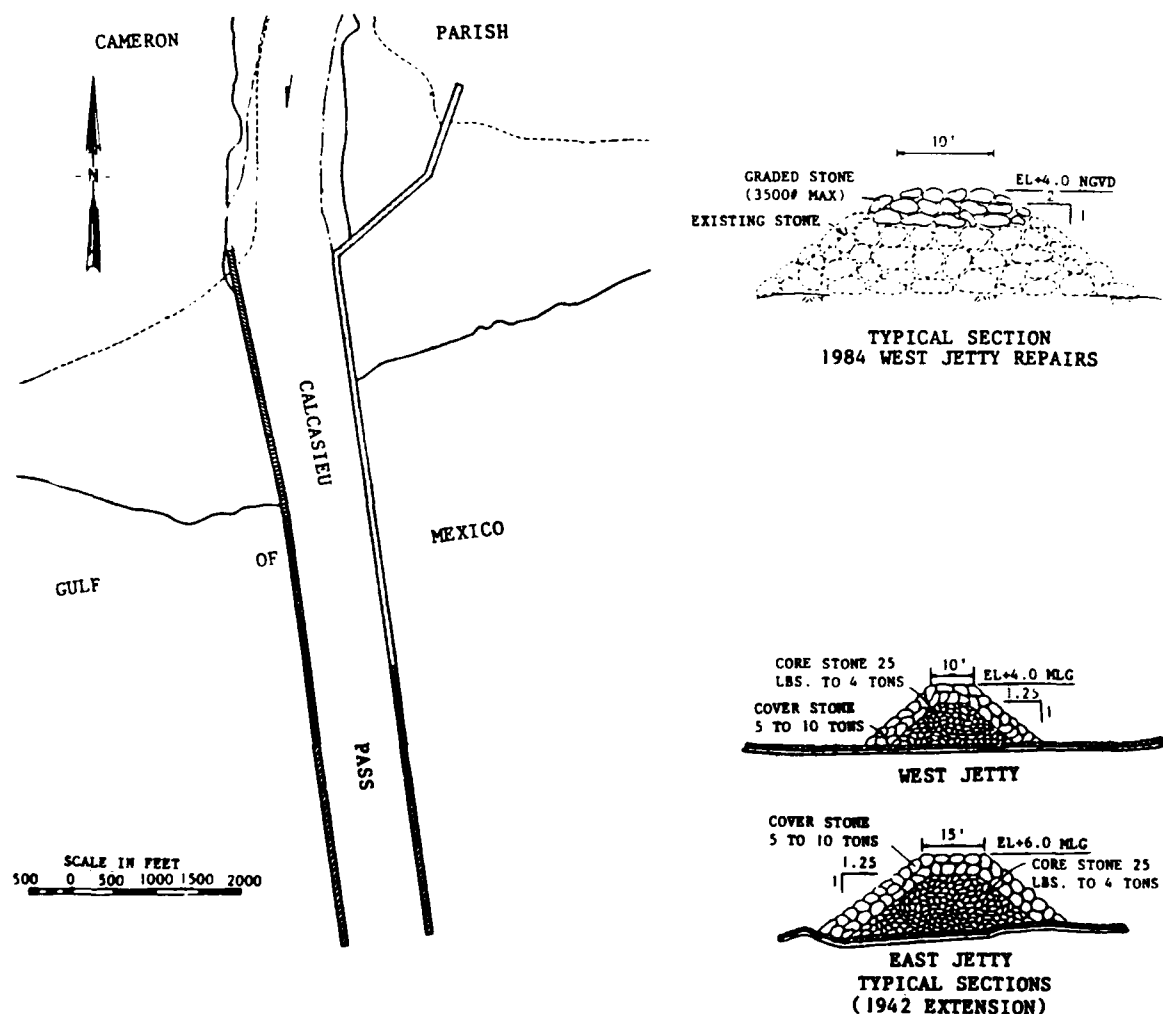 CAMERON
PARISH
N
CALCASIEU
PASS
GULF
OF
MEXICO
SCALE IN FEET
500 0 500 1000 1500 2000
10'
GRADED STONE
(3500# MAX)
EL+4.0 NGVD
2
1
EXISTING STONE
TYPICAL SECTION
1984 WEST JETTY REPAIRS
CORE STONE 25
LBS. TO 4 TONS
10'
EL+4.0 MLG
1.25
1
COVER STONE
5 TO 10 TONS
WEST JETTY
COVER STONE
5 TO 10 TONS
15'
EL+6.0 MLG
1.25
1
CORE STONE 25
LBS. TO 4 TONS
EAST JETTY
TYPICAL SECTIONS
(1942 EXTENSION)